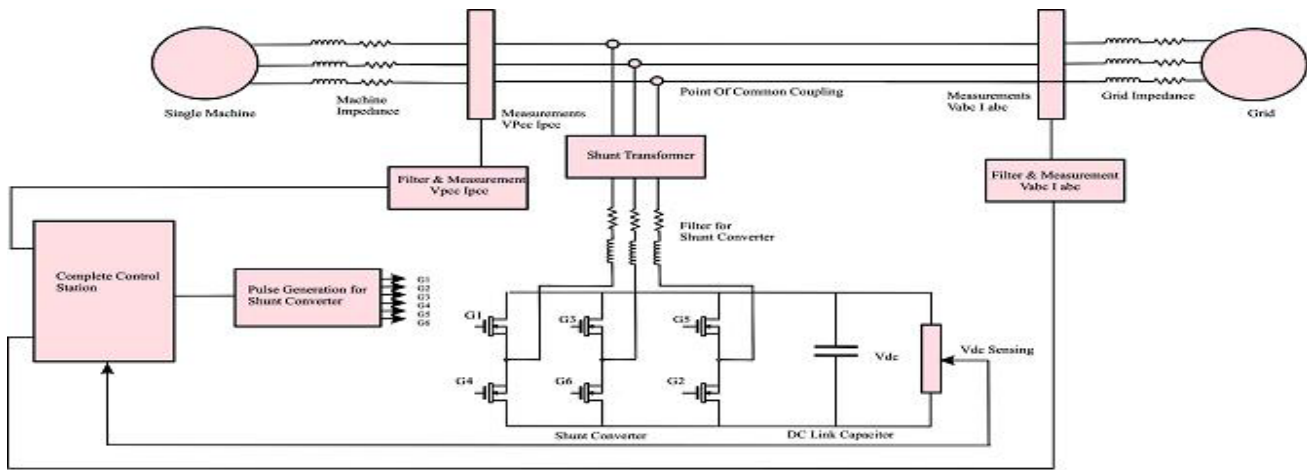 Single Machine
Machine
Impedance
Measurements
VPcc Ipcc
Point Of Common Coupling
Measurements
Vabc I abc
Grid Impedance
Grid
Shunt Transformer
Filter & Measurement
Vpcc Ipcc
Filter & Measurement
Vabc I abc
Filter for
Shunt Converter
Complete Control
Station
Pulse Generation for
Shunt Converter
G1
G2
G3
G4
G5
G6
G1
G3
G5
G4
G6
G2
Vdc
Vdc Sensing
Shunt Converter
DC Link Capacitor